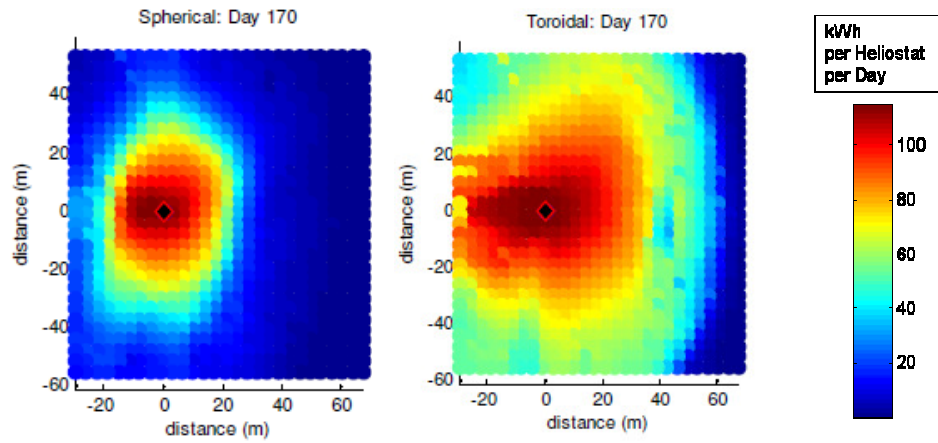 Spherical: Day 170
distance (m)
40
20
0
-20
-40
-60
-20 0 20 40 60
distance (m)
Toroidal: Day 170
distance (m)
40
20
0
-20
-40
-60
-20 0 20 40 60
distance (m)
kWh
per Heliostat
per Day
100
80
60
40
20